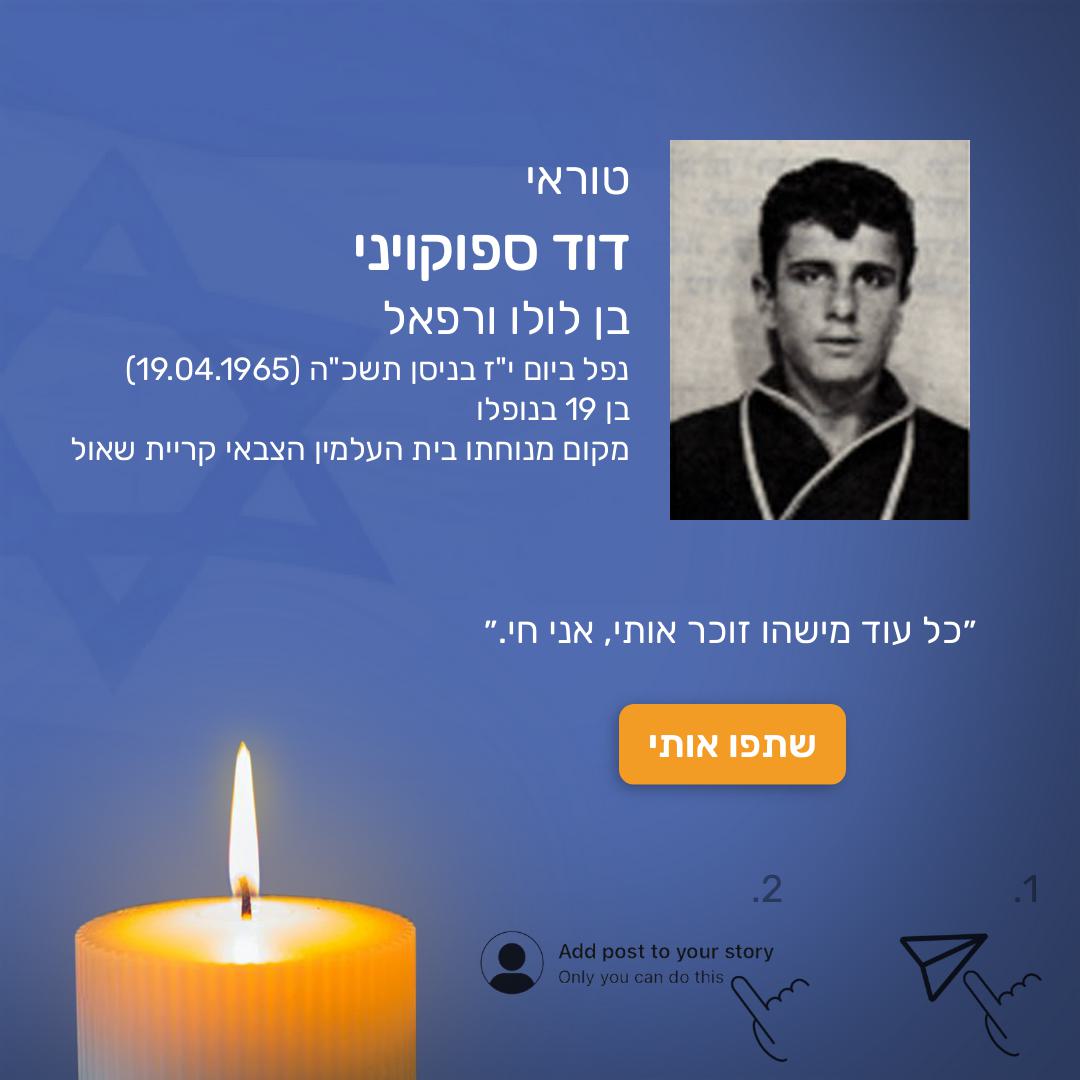 טוראי
דוד ספוקויני
בן לולו ורפאל
נפל ביום י"ז בניסן תשכ"ה (19.04.1965)
בן 19 בנופלו
מקום מנוחתו בית העלמין הצבאי קריית שאול
״כל עוד מישהו זוכר אותי, אני חי.״
שתפו אותי
.1
.2
Add post to your story
Only you can do this